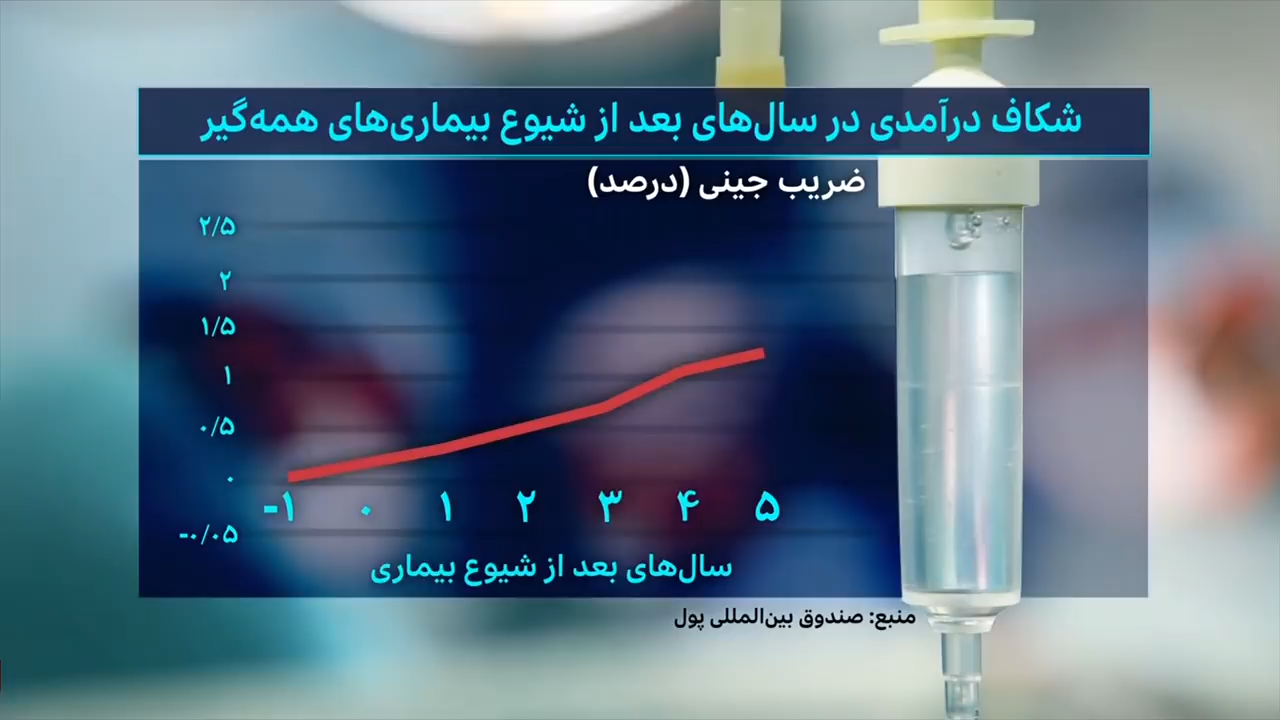 شکاف درآمدی در سال‌های بعد از شیوع بیماری‌های همه‌گیر
ضریب جینی (درصد)
۲/۵
۲
۱/۵
۱
۰/۵
۰
-۰/۰۵
-۱ ۰ ۱ ۲ ۳ ۴ ۵
سال‌های بعد از شیوع بیماری
منبع: صندوق بین‌المللی پول